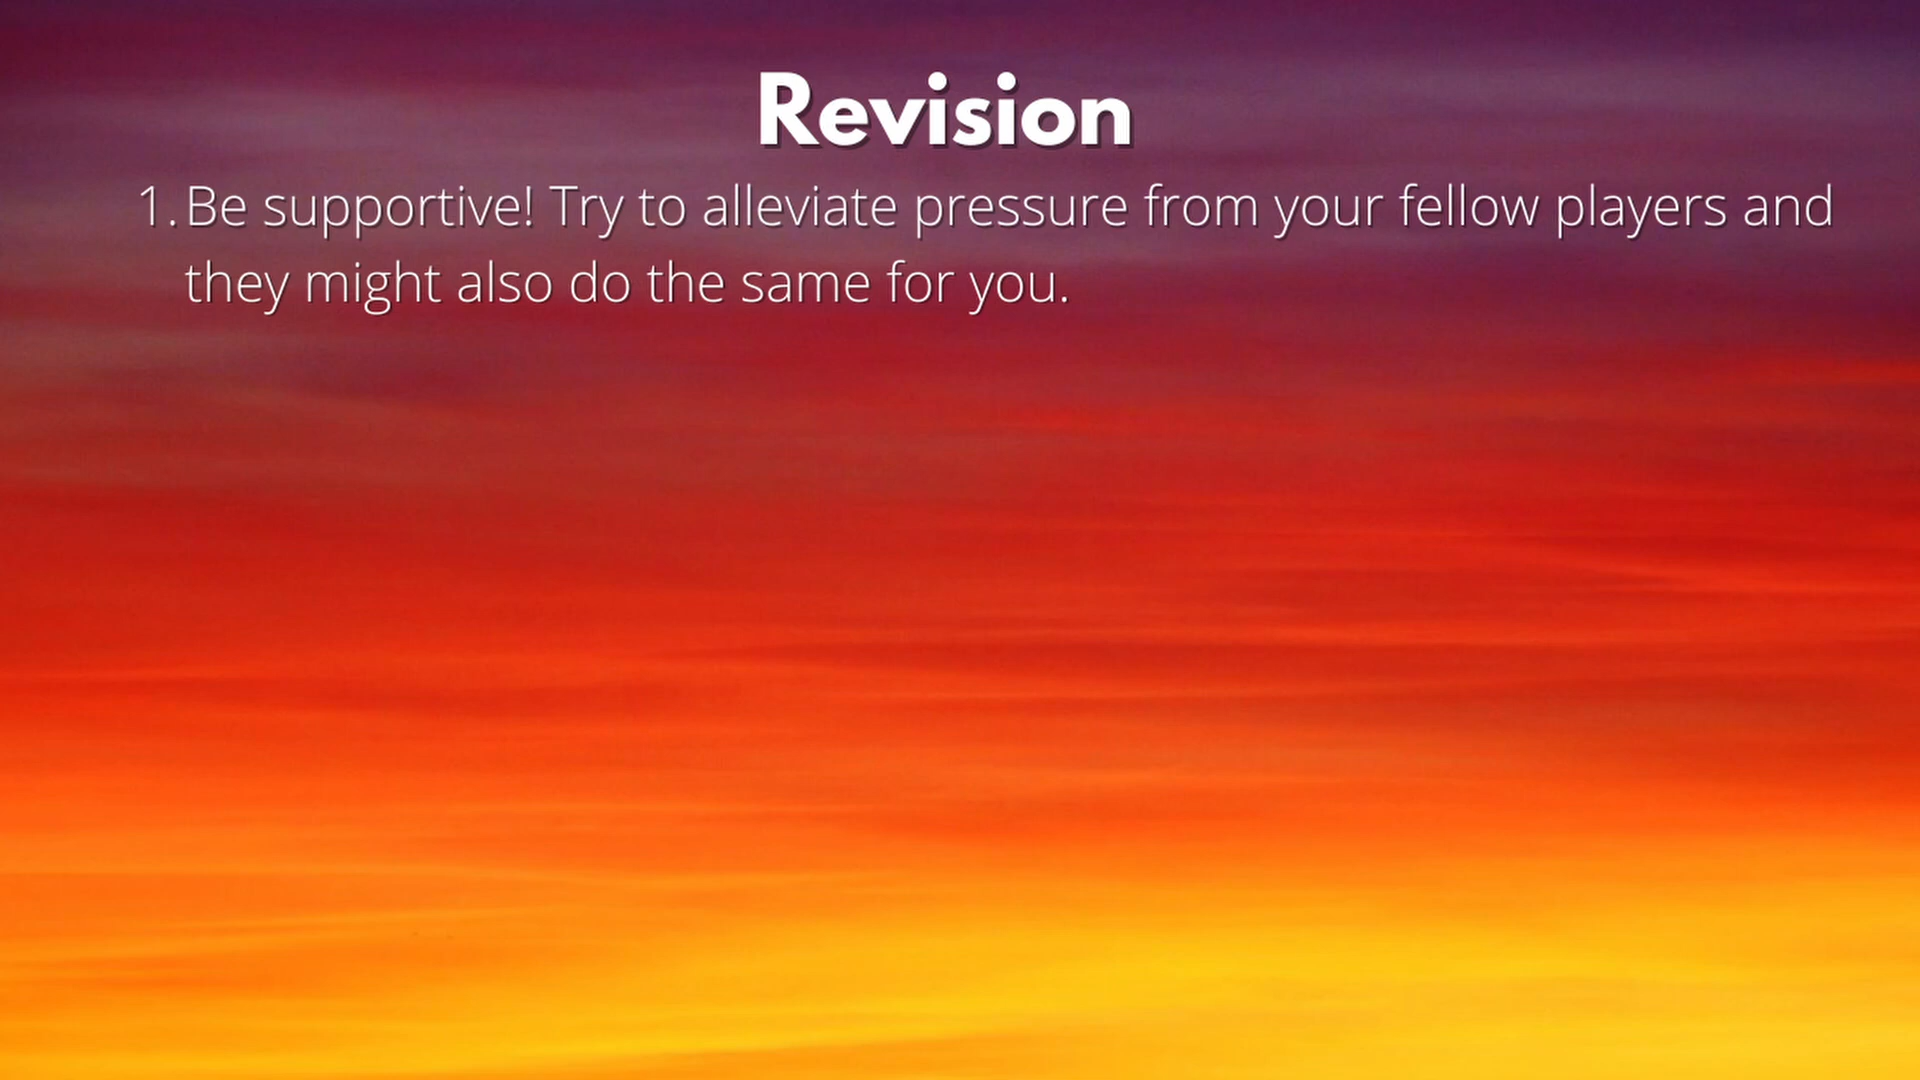 Revision
1. Be supportive! Try to alleviate pressure from your fellow players and
they might also do the same for you.